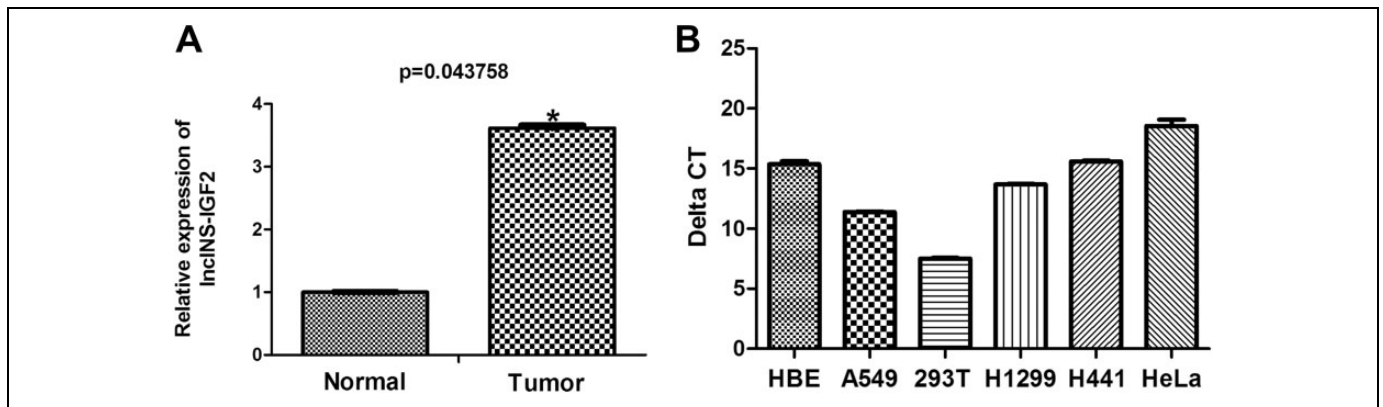 A
p=0.043758
Relative expression of
lncINS-IGF2
4
3
2
1
0
Normal Tumor
*
B
Delta CT
25
20
15
10
5
0
HBE A549 293T H1299 H441 HeLa